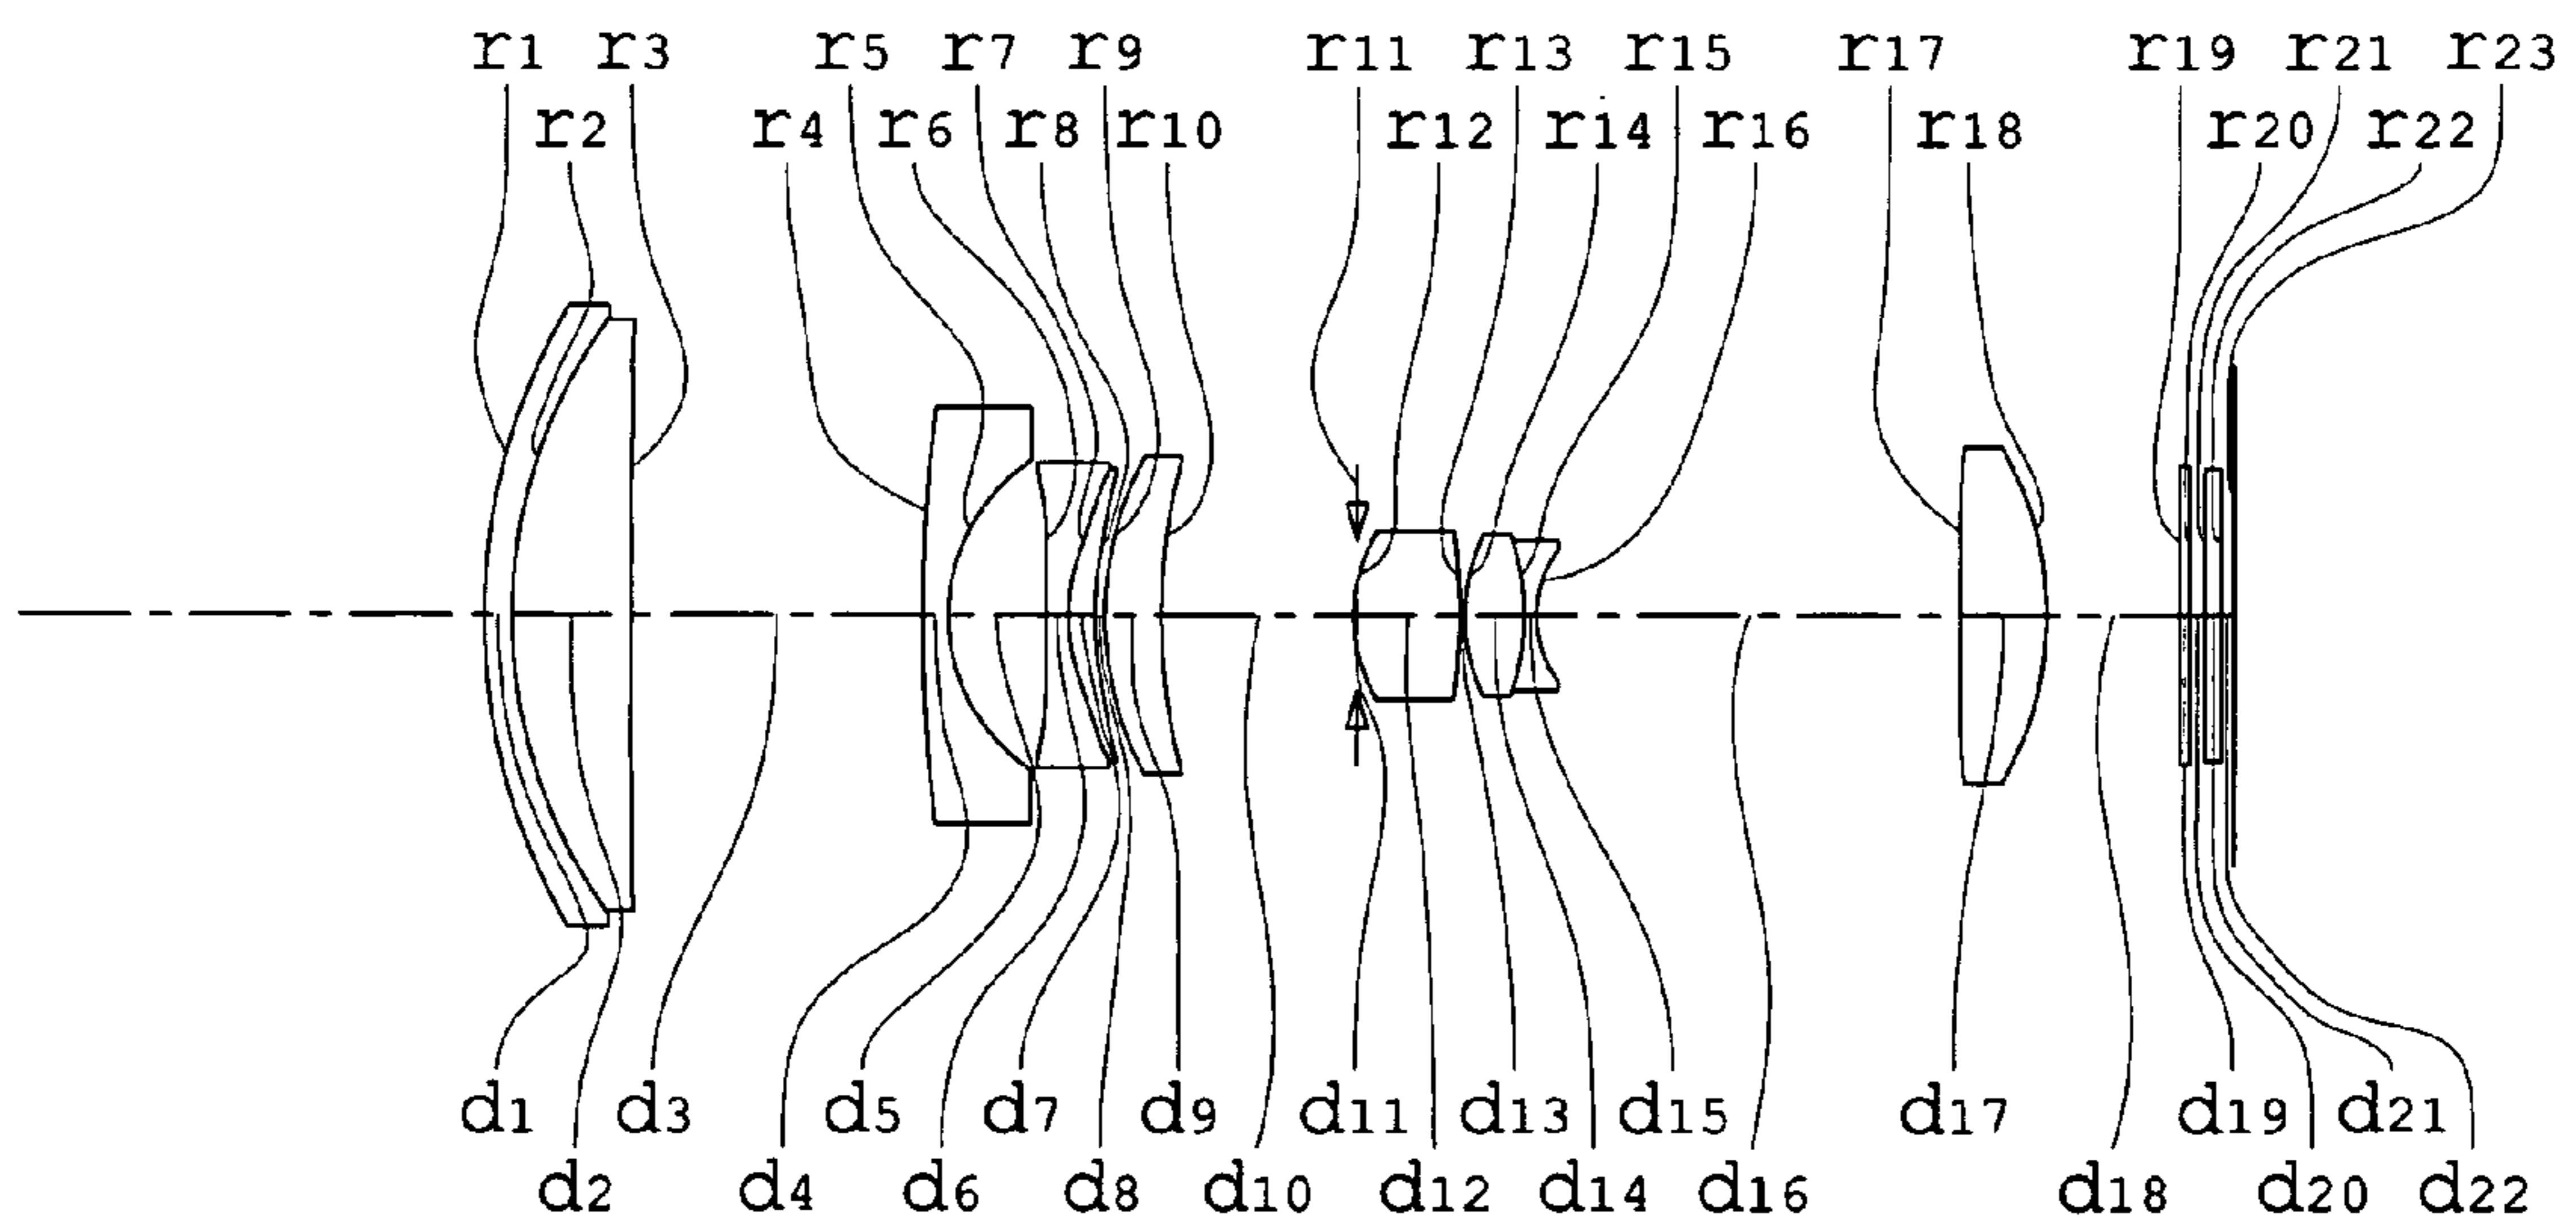 r1 r3 r5 r7 r9 r11 r13 r15 r17 r19 r21 r23
r2 r4 r6 r8 r10 r12 r14 r16 r18 r20 r22
d1 d3 d5 d7 d9 d11 d13 d15 d17 d19 d21
d2 d4 d6 d8 d10 d12 d14 d16 d18 d20 d22